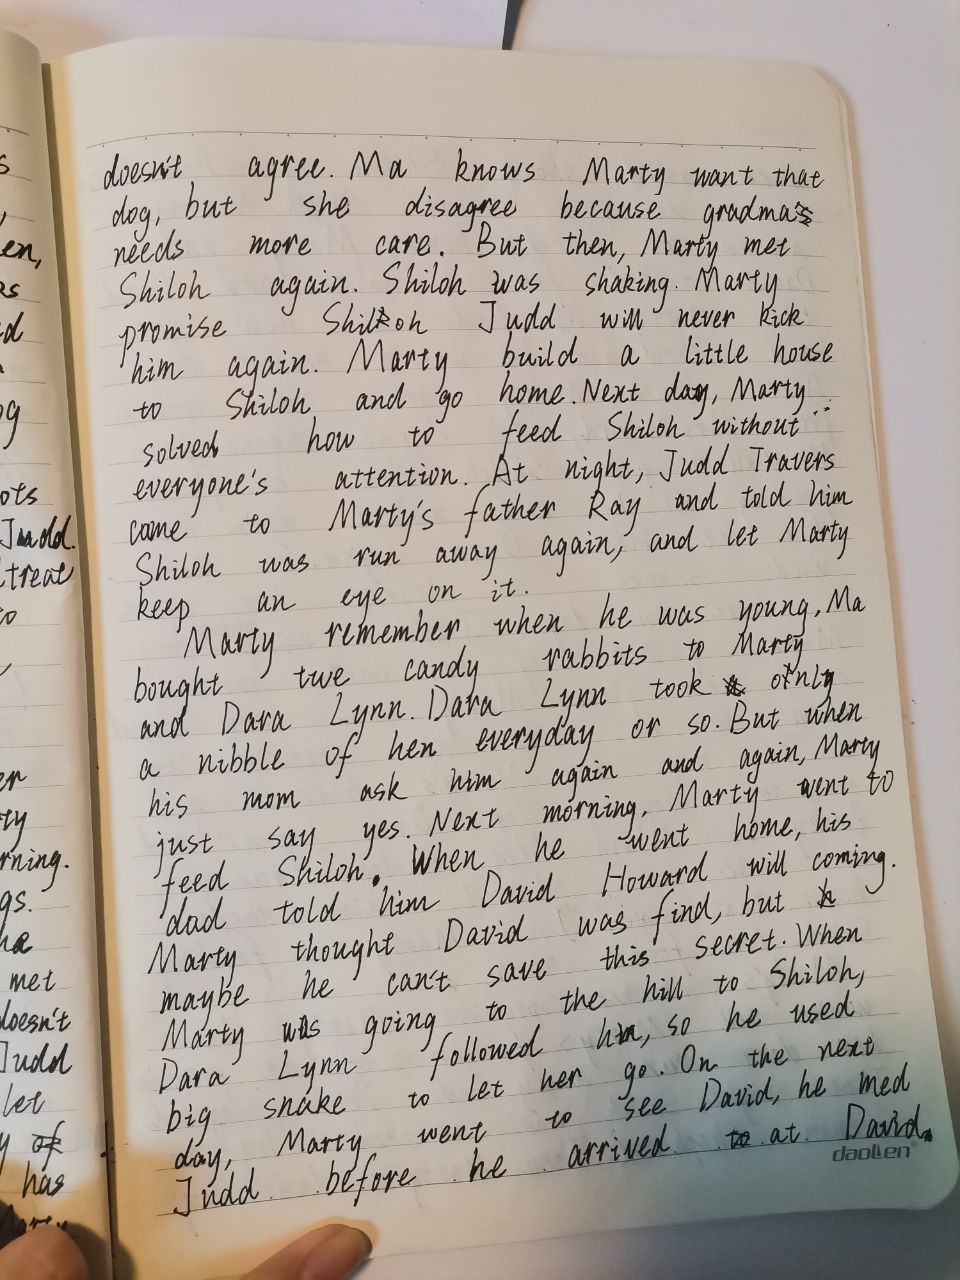 doesn't agree. Ma knows Marty want that
dog, but she disagree because gradma's
needs more care. But then, Marty met
Shiloh again. Shiloh was shaking. Marty
promise Shiloh Judd will never kick
him again. Marty build a little house
to Shiloh and go home. Next day, Marty
solved how to feed Shiloh without
everyone's attention. At night, Judd Travers
come to Marty's father Ray and told him
Shiloh was run away again, and let Marty
keep an eye on it.
Marty remember when he was young, Ma
bought twe candy rabbits to Marty
and Dara Lynn. Dara Lynn took only
a nibble of hen everyday or so. But when
his mom ask him again and again, Marty
just say yes. Next morning, Marty went to
feed Shiloh. When he went home, his
dad told him David Howard will coming.
Marty thought David was find, but
maybe he can't save this secret. When
Marty was going to the hill to Shiloh,
Dara Lynn followed him, so he used
big snake to let her go. On the next
day, Marty went to see David, he med
Judd before he arrived at David.
daolen
s
en,
as
ed
og
ots
Judd.
treat
to
er
rty
rning.
gs.
he
met
doesn't
Judd
let
y of
has